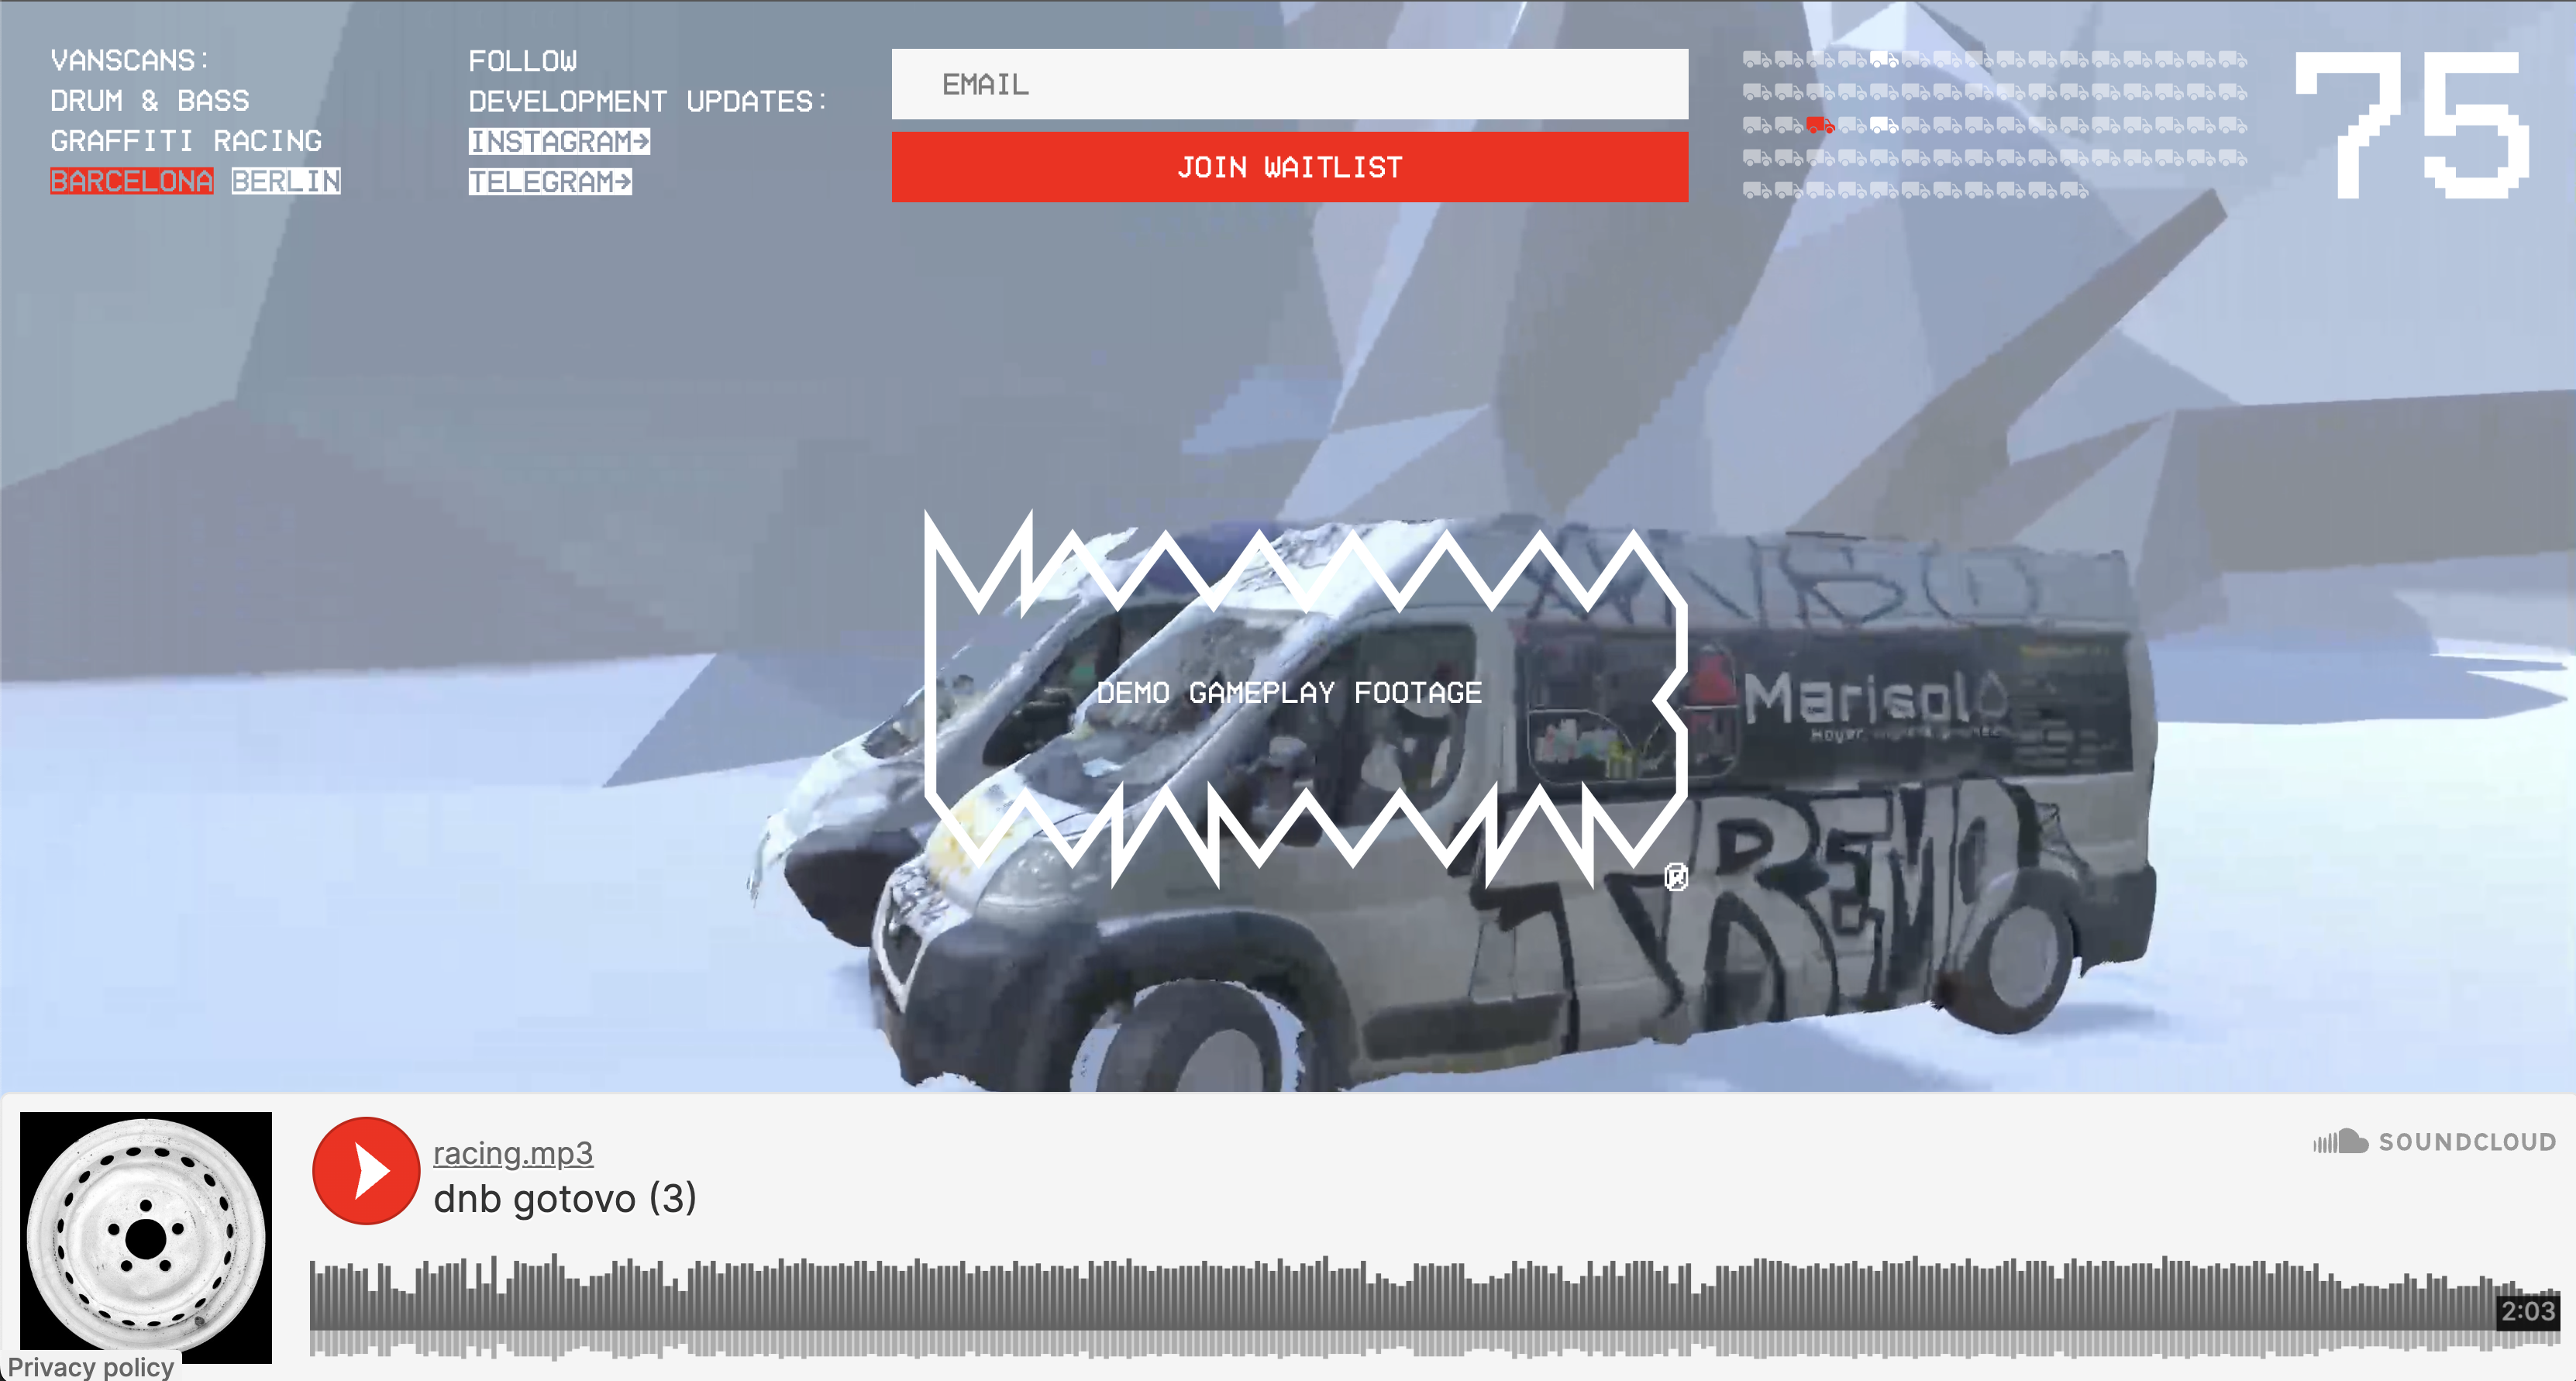 VANSCANS:
DRUM & BASS
GRAFFITI RACING
BARCELONA BERLIN
FOLLOW
DEVELOPMENT UPDATES:
INSTAGRAM→
TELEGRAM→
EMAIL
JOIN WAITLIST
75
DEMO GAMEPLAY FOOTAGE
Marisol
TREMO
®
racing.mp3
dnb gotovo (3)
SOUNDCLOUD
2:03
Privacy policy